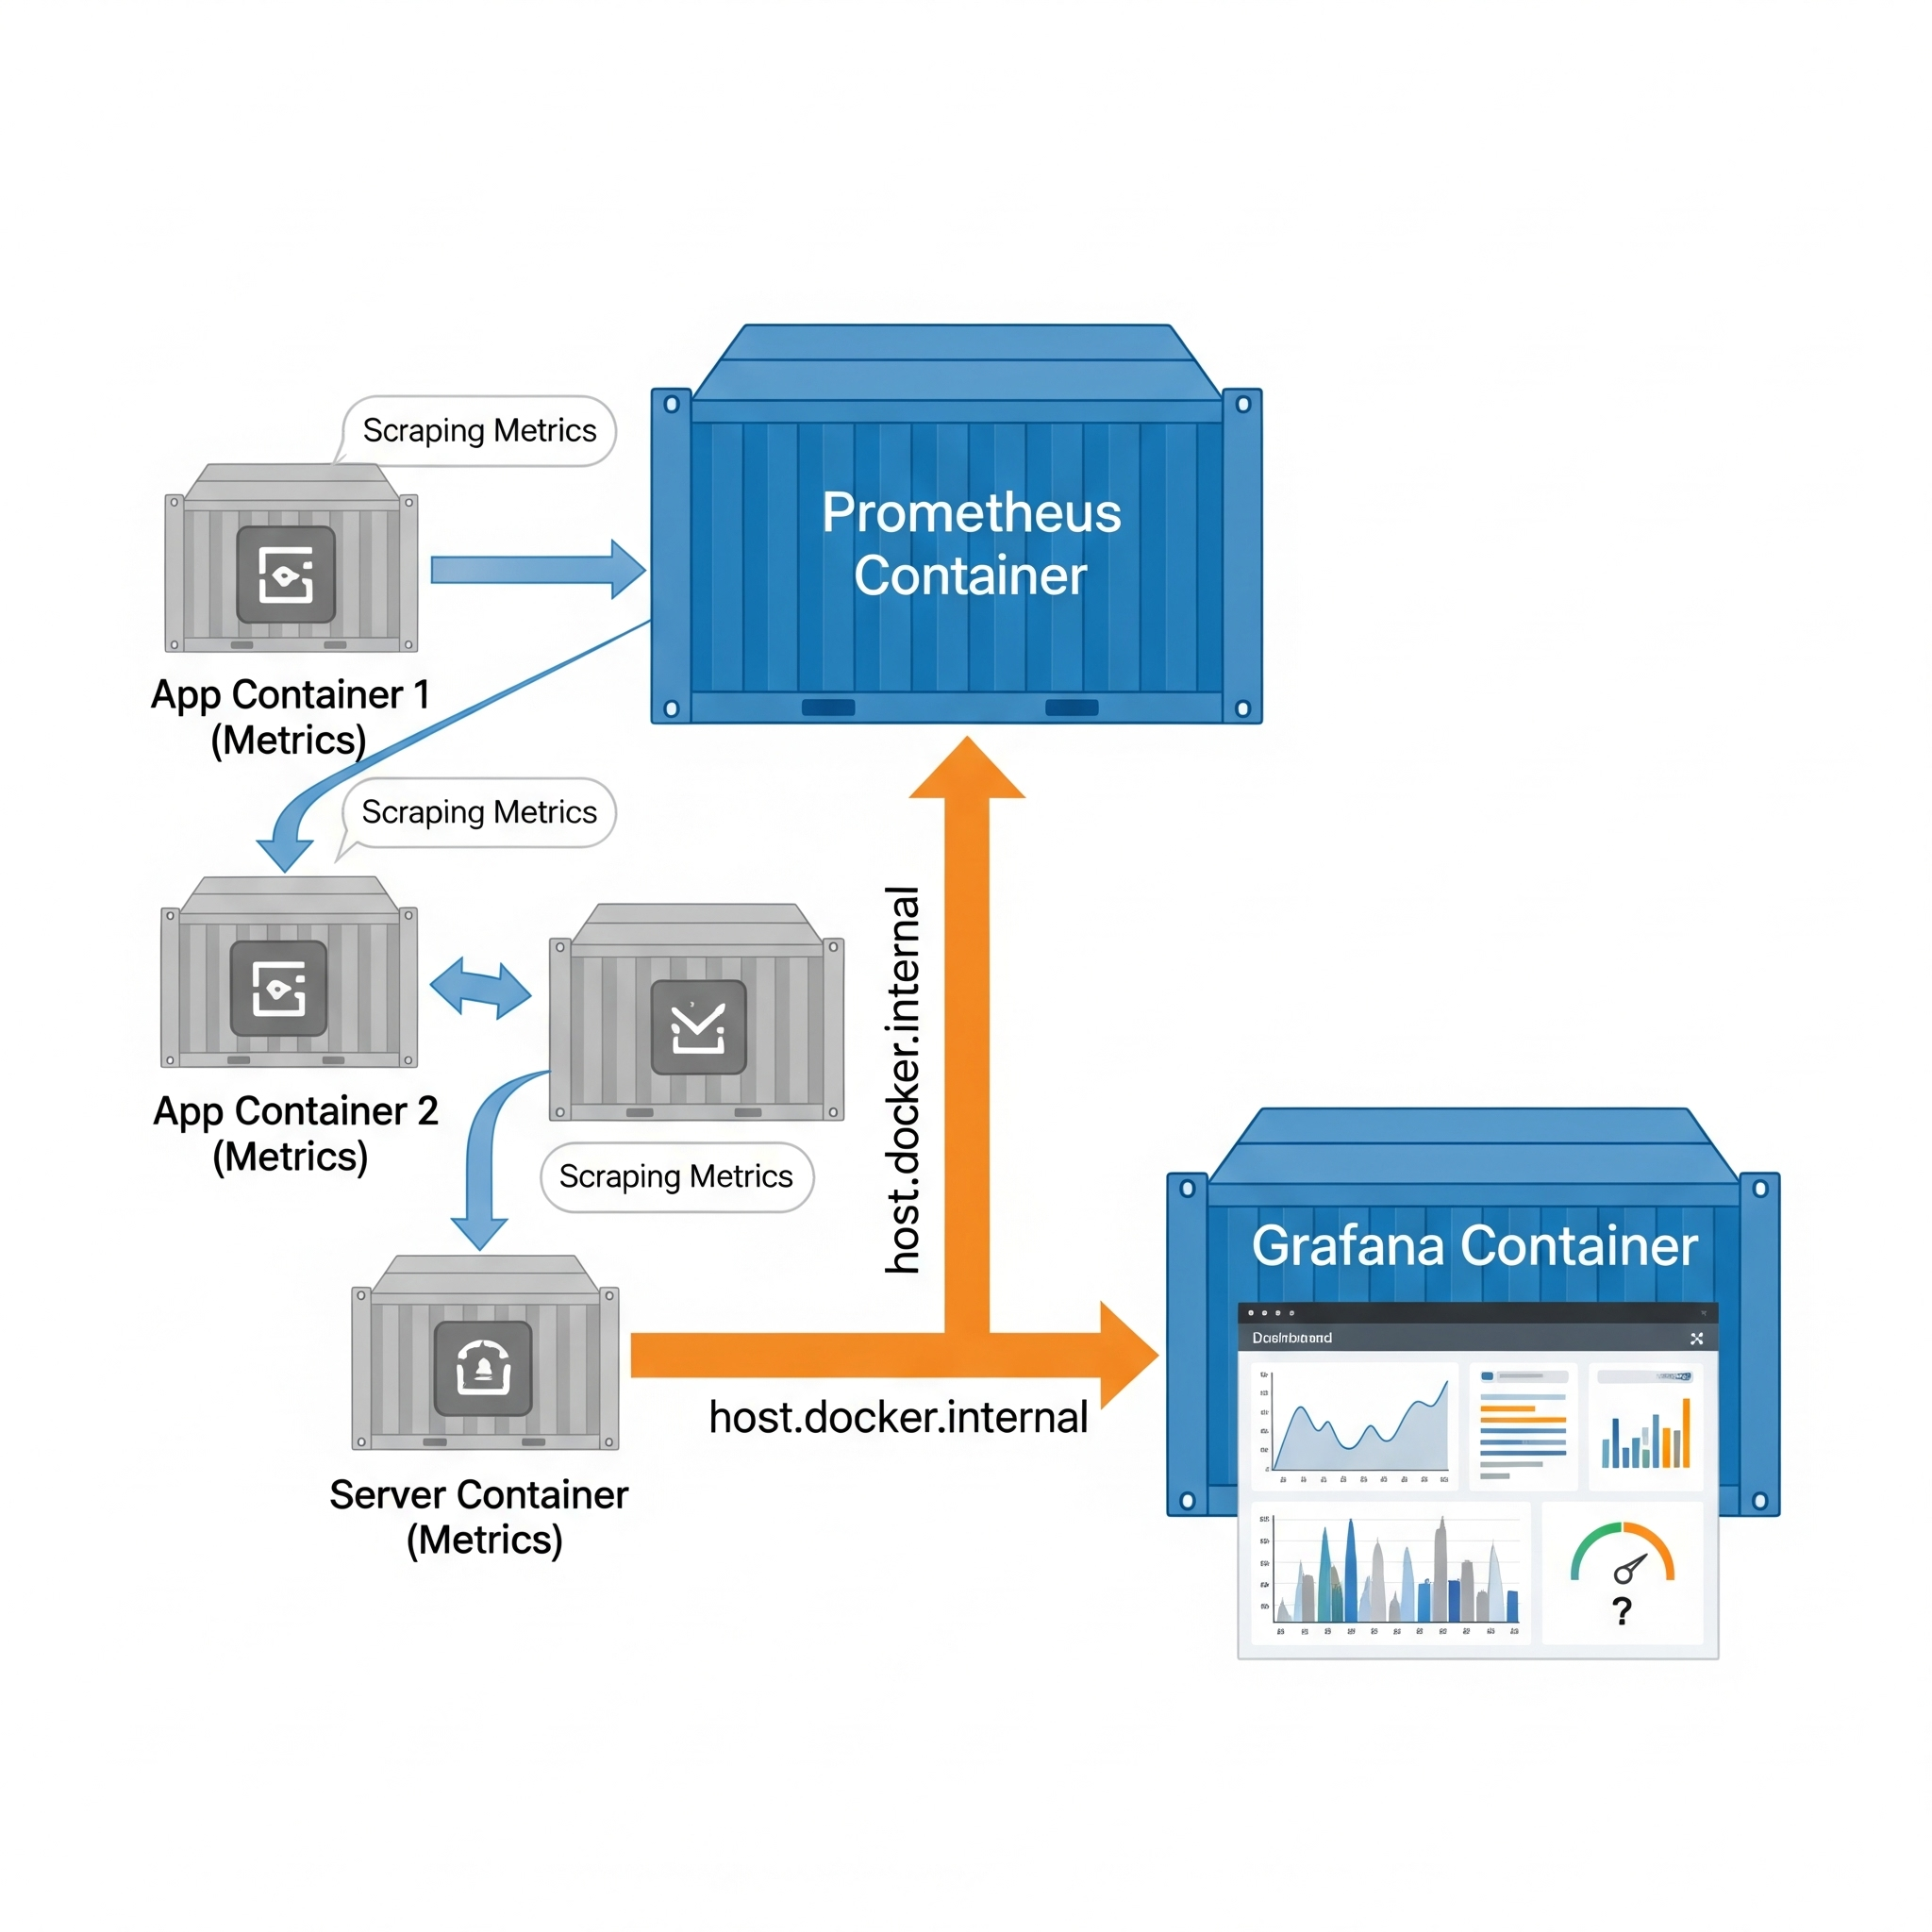 Scraping Metrics
Prometheus
Container
App Container 1
(Metrics)
Scraping Metrics
App Container 2
(Metrics)
Scraping Metrics
host.docker.internal
Grafana Container
host.docker.internal
Server Container
(Metrics)
?